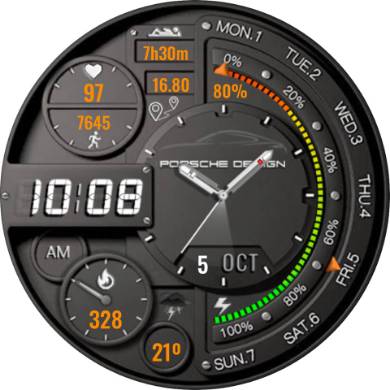 MON.1
TUE.2
WED.3
THU.4
FRI.5
SAT.6
SUN.7
7h30m
16.80
97
7645
0%
20%
40%
60%
80%
100%
80%
PORSCHE DESIGN
10:08
AM
5 OCT
328
21º